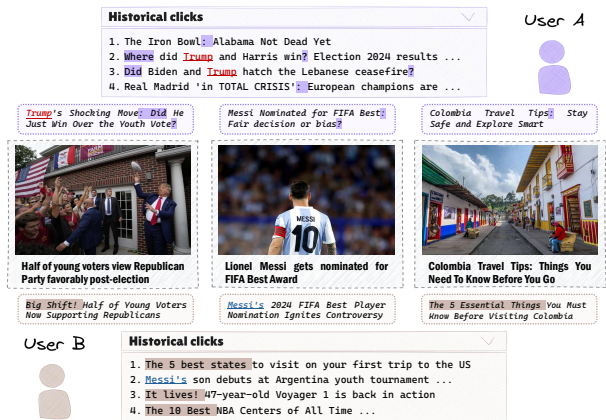 Historical clicks
User A
1. The Iron Bowl: Alabama Not Dead Yet
2. Where did Trump and Harris win? Election 2024 results ...
3. Did Biden and Trump hatch the Lebanese ceasefire?
4. Real Madrid 'in TOTAL CRISIS': European champions are ...
Trump's Shocking Move: Did He
Just Win Over the Youth Vote?
Messi Nominated for FIFA Best:
Fair decision or bias?
Colombia Travel Tips: Stay
Safe and Explore Smart
MESSI
10
Half of young voters view Republican
Party favorably post-election
Lionel Messi gets nominated for
FIFA Best Award
Colombia Travel Tips: Things You
Need To Know Before You Go
Big Shift! Half of Young Voters
Now Supporting Republicans
Messi's 2024 FIFA Best Player
Nomination Ignites Controversy
The 5 Essential Things You Must
Know Before Visiting Colombia
User B
Historical clicks
1. The 5 best states to visit on your first trip to the US
2. Messi's son debuts at Argentina youth tournament ...
3. It lives! 47-year-old Voyager 1 is back in action
4. The 10 Best NBA Centers of All Time ...